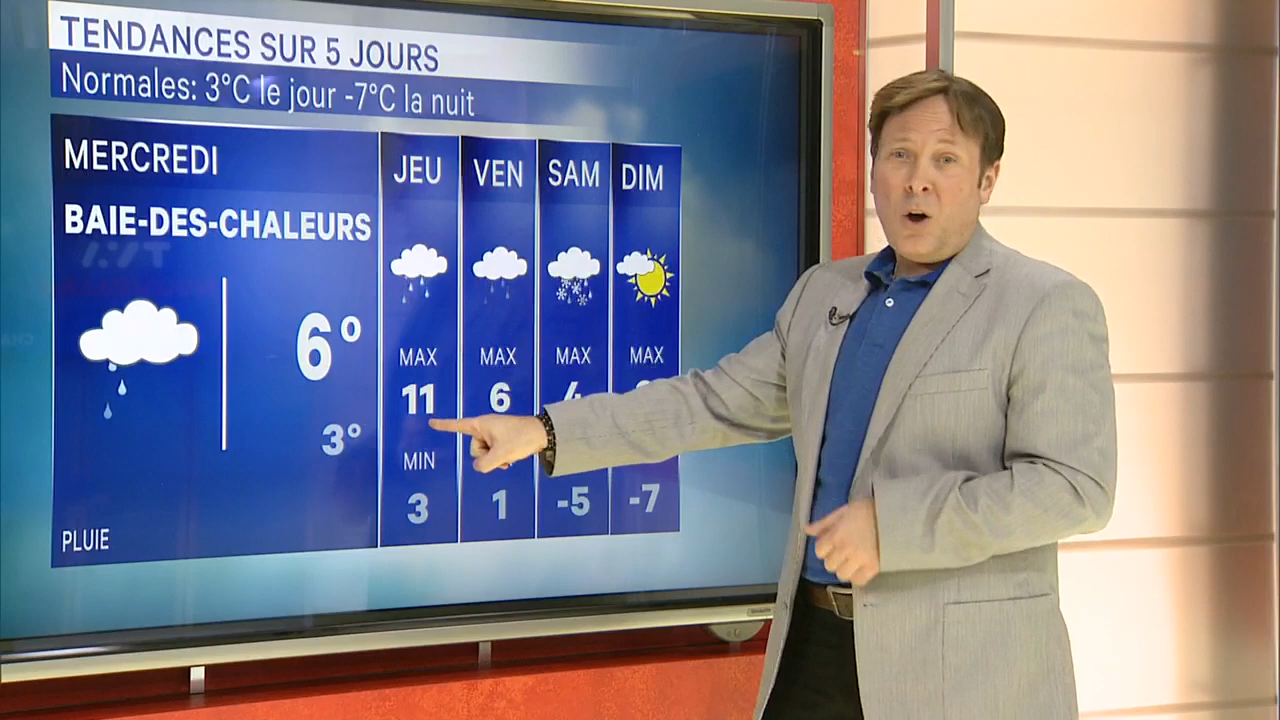 TENDANCES SUR 5 JOURS
Normales: 3°C le jour -7°C la nuit
MERCREDI
JEU VEN SAM DIM
BAIE-DES-CHALEURS
6°
3°
MAX MAX MAX MAX
11 6 4
MIN
3 1 -5 -7
PLUIE